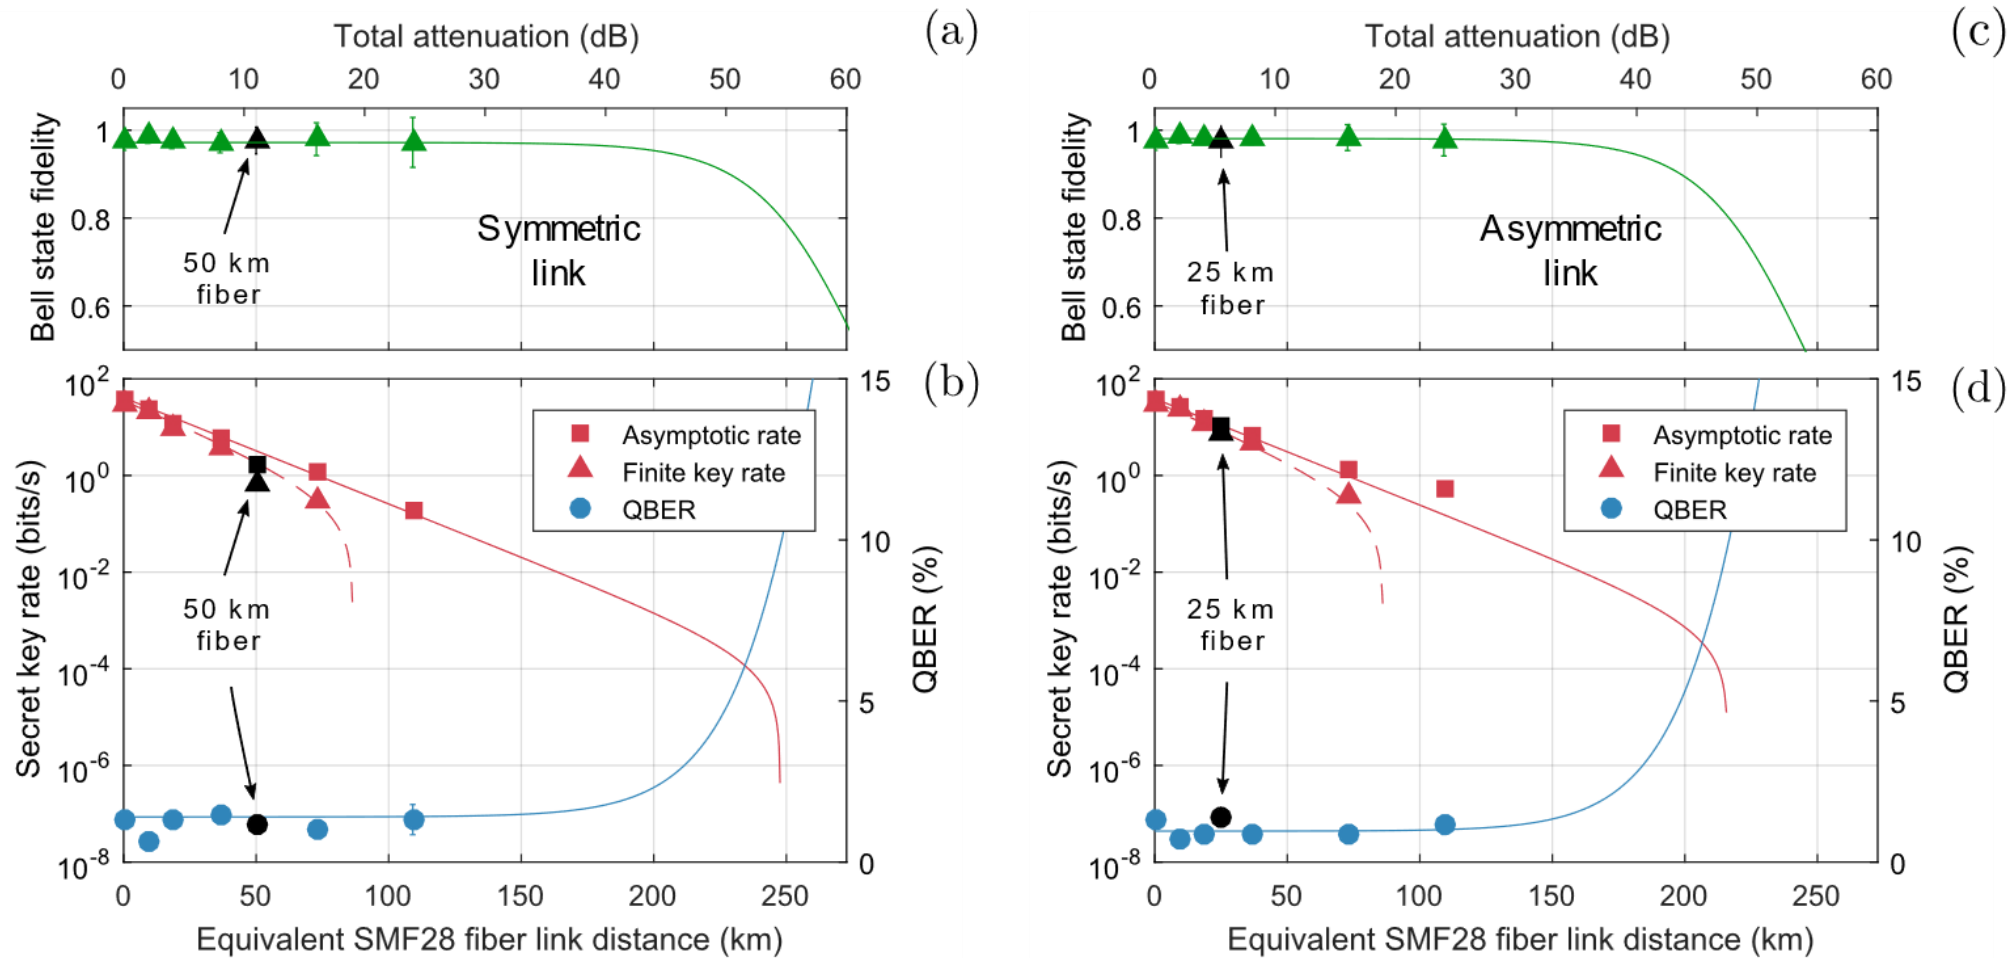 Total attenuation (dB)
(a)
0 10 20 30 40 50 60
Bell state fidelity
1
0.8
0.6
50 km
fiber
Symmetric
link
(b)
Secret key rate (bits/s)
10^2
10^0
10^-2
10^-4
10^-6
10^-8
Asymptotic rate
Finite key rate
QBER
50 km
fiber
15
10
5
0
QBER (%)
0 50 100 150 200 250
Equivalent SMF28 fiber link distance (km)
Total attenuation (dB)
(c)
0 10 20 30 40 50 60
Bell state fidelity
1
0.8
0.6
25 km
fiber
Asymmetric
link
(d)
Secret key rate (bits/s)
10^2
10^0
10^-2
10^-4
10^-6
10^-8
Asymptotic rate
Finite key rate
QBER
25 km
fiber
15
10
5
0
QBER (%)
0 50 100 150 200 250
Equivalent SMF28 fiber link distance (km)